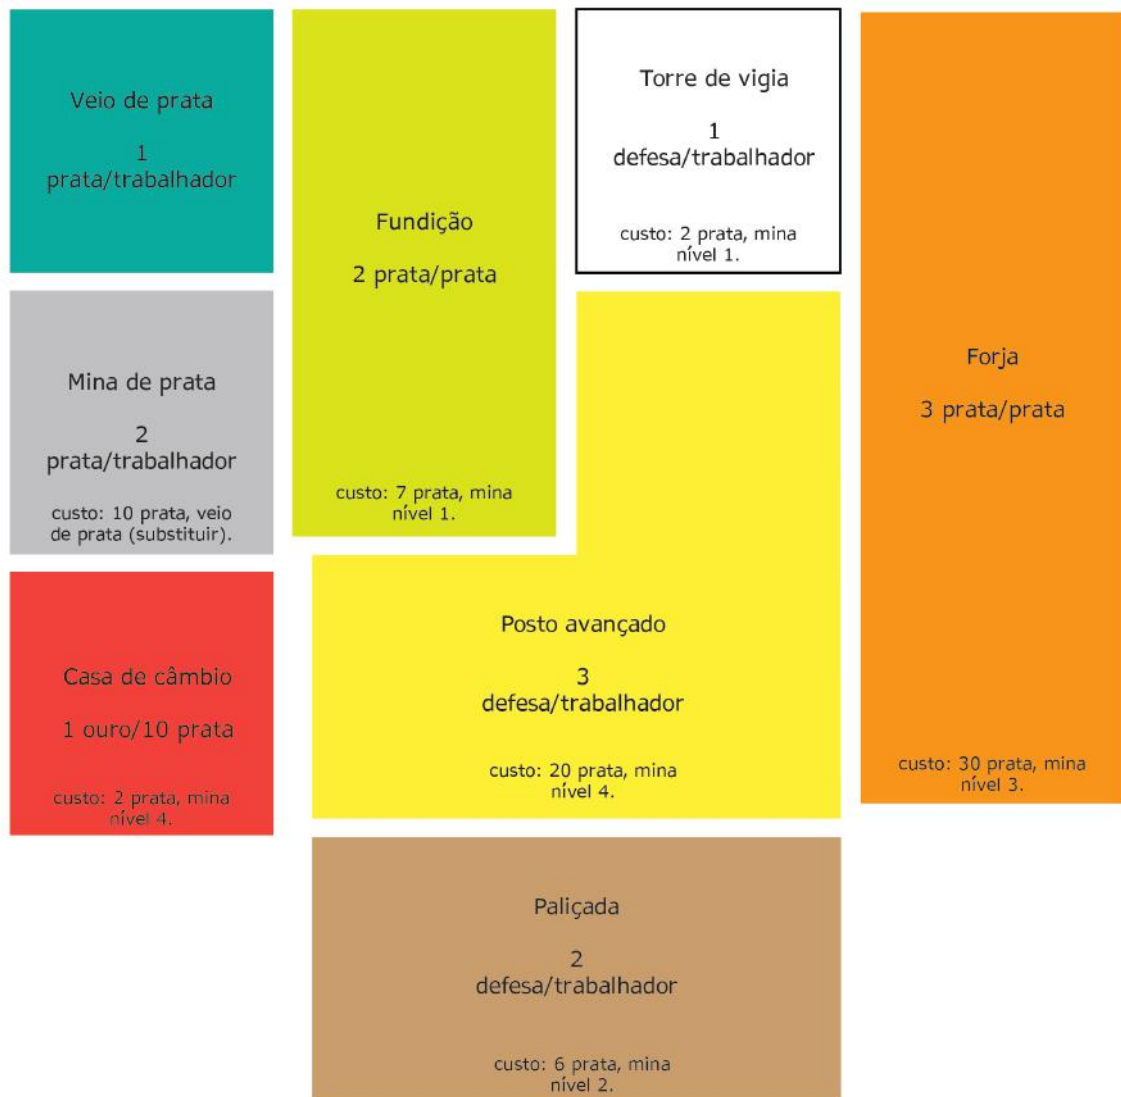 Veio de prata
1
prata/trabalhador
Fundição
2 prata/prata
custo: 7 prata, mina
nível 1.
Torre de vigia
1
defesa/trabalhador
custo: 2 prata, mina
nível 1.
Forja
3 prata/prata
custo: 30 prata, mina
nível 3.
Mina de prata
2
prata/trabalhador
custo: 10 prata, veio
de prata (substituir).
Casa de câmbio
1 ouro/10 prata
custo: 2 prata, mina
nível 4.
Posto avançado
3
defesa/trabalhador
custo: 20 prata, mina
nível 4.
Paliçada
2
defesa/trabalhador
custo: 6 prata, mina
nível 2.